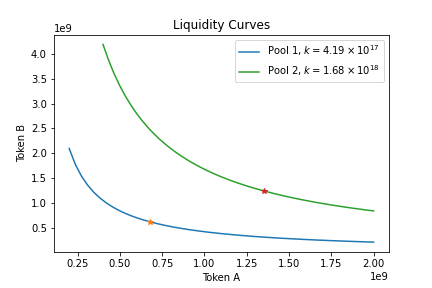 Liquidity Curves
1e9
Pool 1, k = 4.19 × 10¹⁷
Pool 2, k = 1.68 × 10¹⁸
4.0
3.5
3.0
2.5
2.0
1.5
1.0
0.5
Token B
0.25 0.50 0.75 1.00 1.25 1.50 1.75 2.00
Token A
1e9